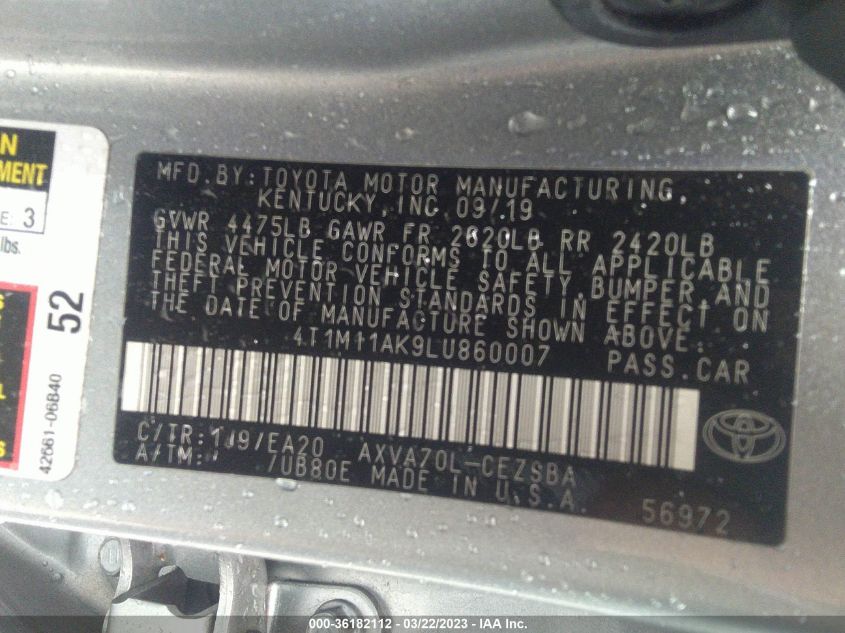 N
EMENT
E: 3
lbs.
S
L
S
52
42661-06B40
MFD. BY: TOYOTA MOTOR MANUFACTURING,
KENTUCKY, INC. 09/19
GVWR 4475LB GAWR FR 2620LB RR 2420LB
THIS VEHICLE CONFORMS TO ALL APPLICABLE
FEDERAL MOTOR VEHICLE SAFETY, BUMPER, AND
THEFT PREVENTION STANDARDS IN EFFECT ON
THE DATE OF MANUFACTURE SHOWN ABOVE.
4T1M11AK9LU860007 PASS. CAR
C/TR: 1J9/EA20 AXVA70L-CEZSBA
A/TM: /UB80E MADE IN U.S.A.
56972
000-36182112 - 03/22/2023 - IAA Inc.